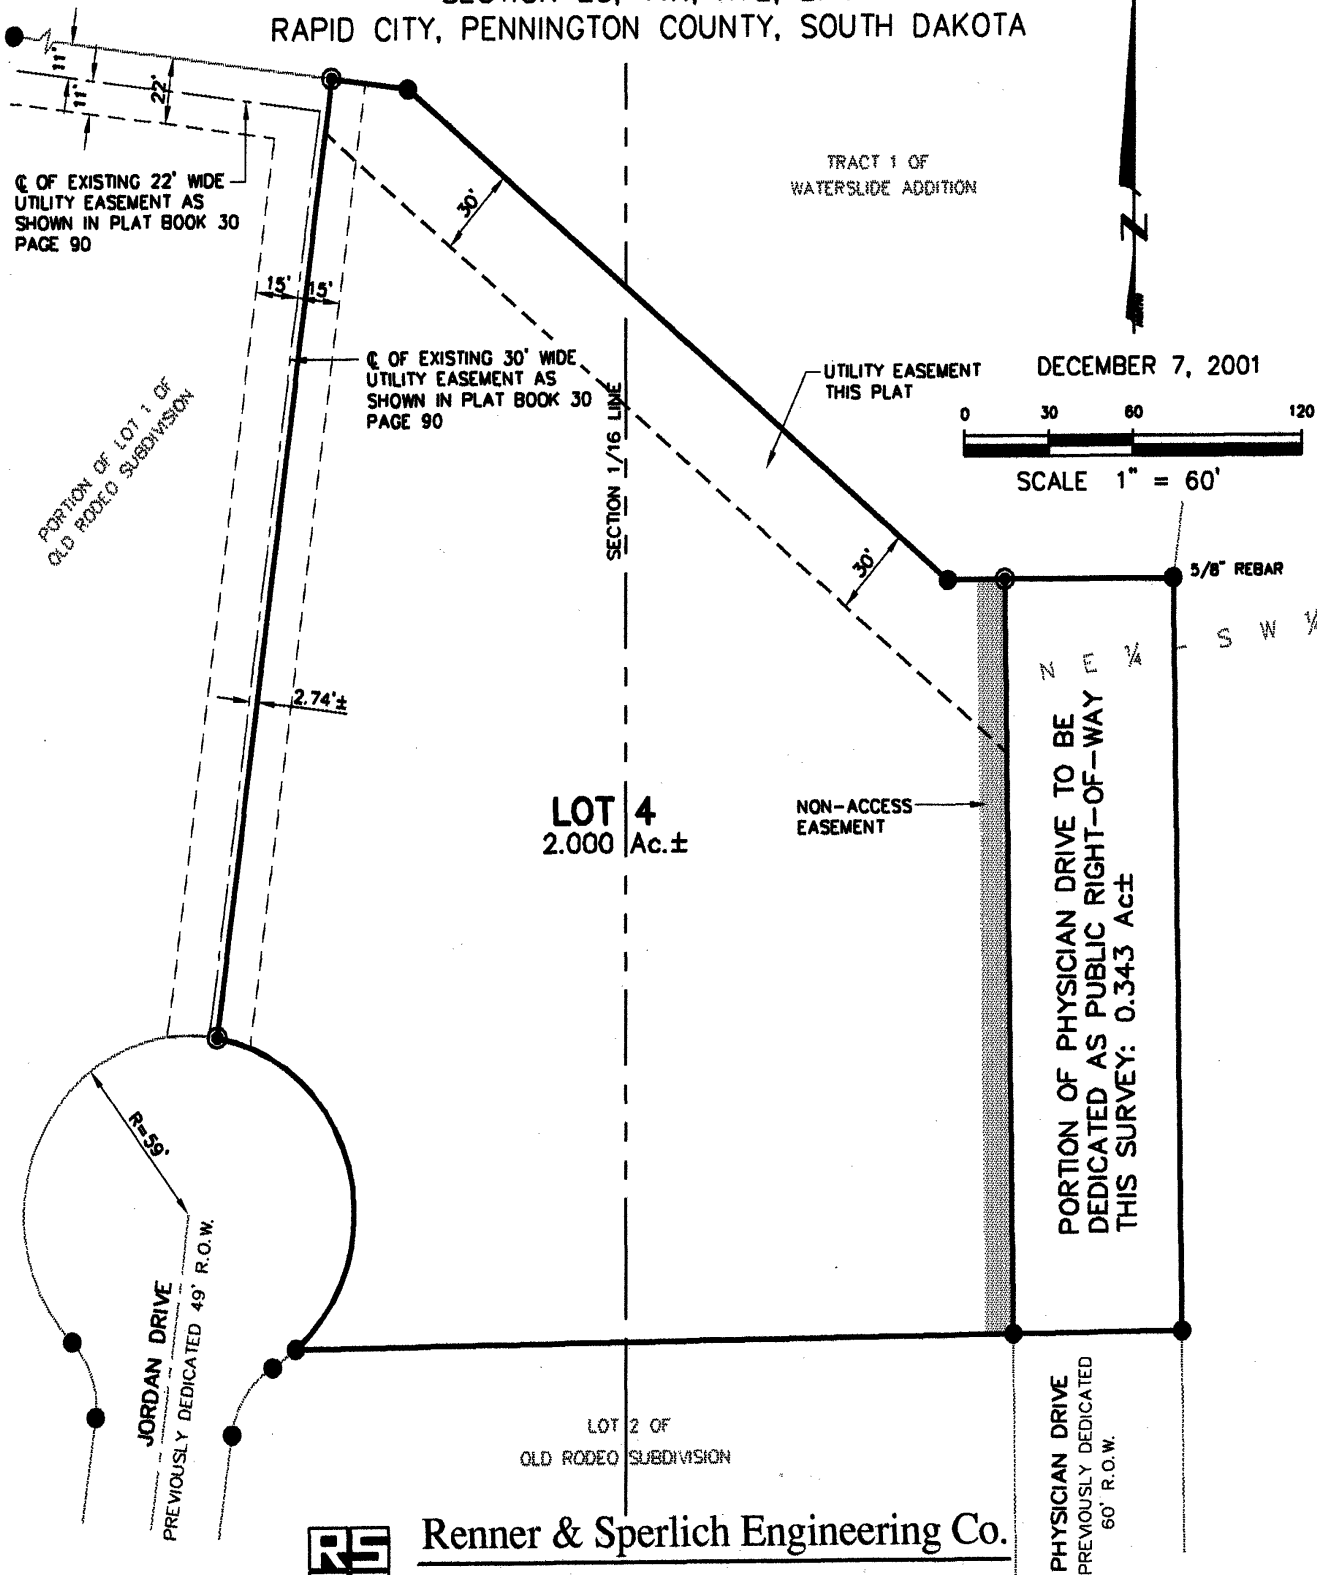 RAPID CITY, PENNINGTON COUNTY, SOUTH DAKOTA
11'
11'
22'
℄ OF EXISTING 22' WIDE
UTILITY EASEMENT AS
SHOWN IN PLAT BOOK 30
PAGE 90
30'
TRACT 1 OF
WATERSLIDE ADDITION
N
15'
15'
℄ OF EXISTING 30' WIDE
UTILITY EASEMENT AS
SHOWN IN PLAT BOOK 30
PAGE 90
SECTION 1/16 LINE
UTILITY EASEMENT
THIS PLAT
DECEMBER 7, 2001
0 30 60 120
SCALE 1" = 60'
PORTION OF LOT 1 OF
OLD RODEO SUBDIVISION
30'
5/8" REBAR
N E ¼ - S W ¼
2.74'±
LOT 4
2.000 Ac.±
NON-ACCESS
EASEMENT
PORTION OF PHYSICIAN DRIVE TO BE
DEDICATED AS PUBLIC RIGHT-OF-WAY
THIS SURVEY: 0.343 Ac±
R=59'
JORDAN DRIVE
PREVIOUSLY DEDICATED 49' R.O.W.
LOT 2 OF
OLD RODEO SUBDIVISION
PHYSICIAN DRIVE
PREVIOUSLY DEDICATED
60' R.O.W.
RS
Renner & Sperlich Engineering Co.